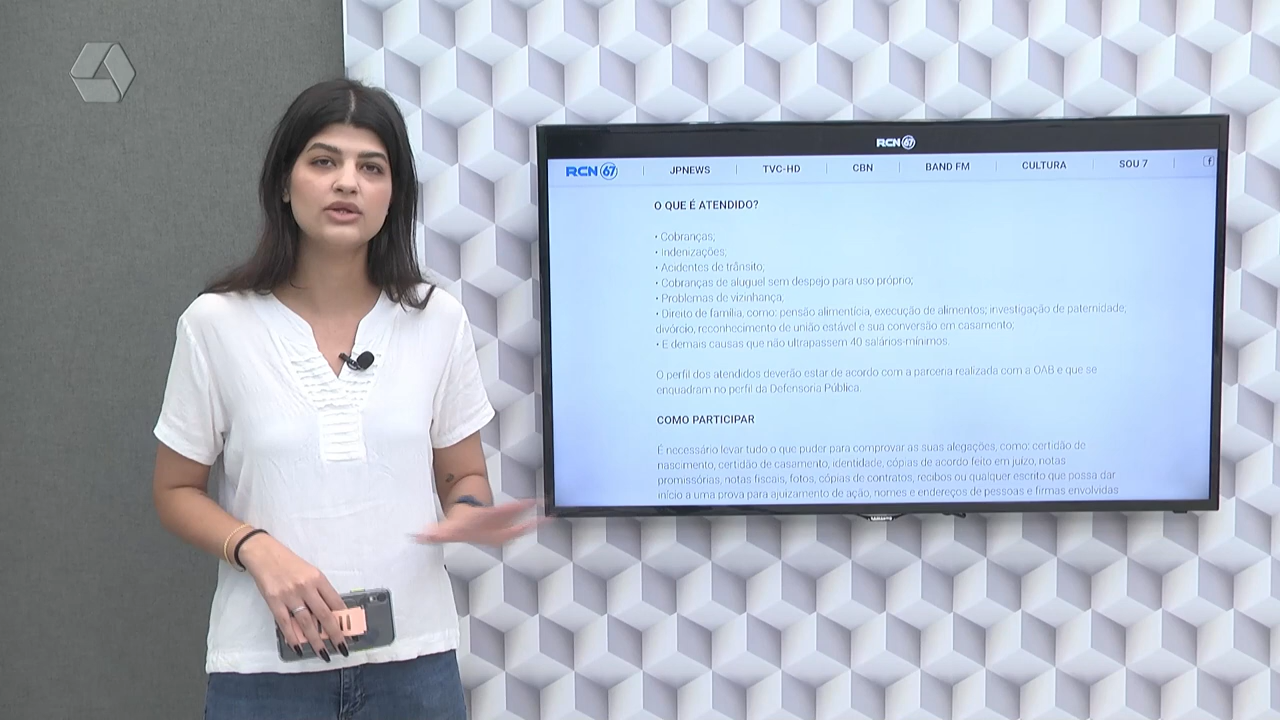 RCN 67
RCN 67 JPNEWS TVC-HD CBN BAND FM CULTURA SOU 7 f
O QUE É ATENDIDO?
• Cobranças;
• Indenizações;
• Acidentes de trânsito;
• Cobranças de aluguel sem despejo para uso próprio;
• Problemas de vizinhança;
• Direito de família, como: pensão alimentícia, execução de alimentos; investigação de paternidade,
divórcio, reconhecimento de união estável e sua conversão em casamento;
• E demais causas que não ultrapassem 40 salários-mínimos.
O perfil dos atendidos deverão estar de acordo com a parceria realizada com a OAB e que se
enquadram no perfil da Defensoria Pública.
COMO PARTICIPAR
É necessário levar tudo o que puder para comprovar as suas alegações, como: certidão de
nascimento, certidão de casamento, identidade, cópias de acordo feito em juízo, notas
promissórias, notas fiscais, fotos, cópias de contratos, recibos ou qualquer escrito que possa dar
início a uma prova para ajuizamento de ação, nomes e endereços de pessoas e firmas envolvidas
SAMSUNG